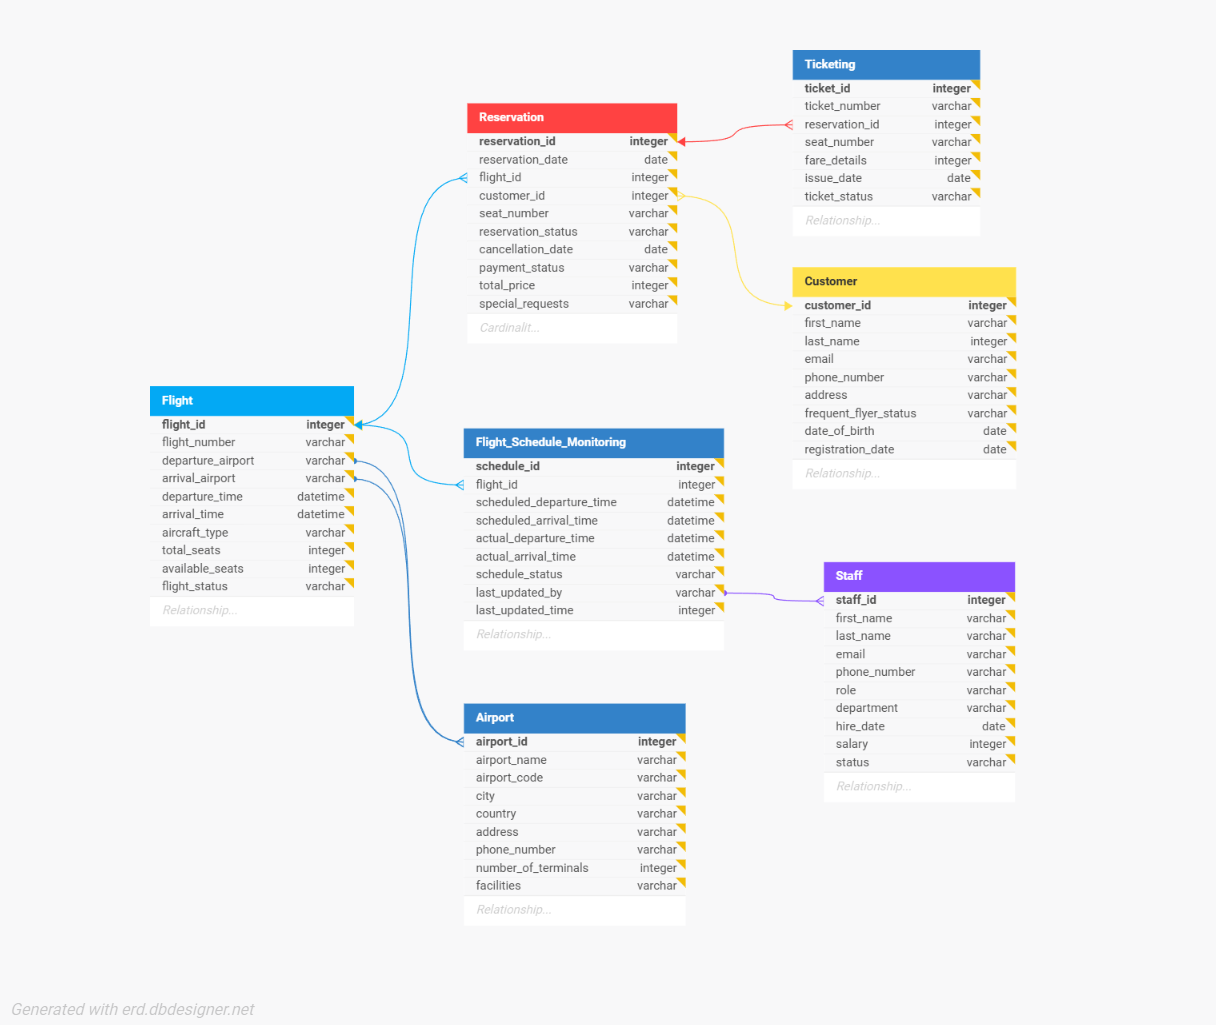 Ticketing
ticket_id integer
ticket_number varchar
reservation_id integer
seat_number varchar
fare_details integer
issue_date date
ticket_status varchar
Relationship...
Reservation
reservation_id integer
reservation_date date
flight_id integer
customer_id integer
seat_number varchar
reservation_status varchar
cancellation_date date
payment_status varchar
total_price integer
special_requests varchar
Cardinalit...
Customer
customer_id integer
first_name varchar
last_name integer
email varchar
phone_number varchar
address varchar
frequent_flyer_status varchar
date_of_birth date
registration_date date
Relationship...
Flight
flight_id integer
flight_number varchar
departure_airport varchar
arrival_airport varchar
departure_time datetime
arrival_time datetime
aircraft_type varchar
total_seats integer
available_seats integer
flight_status varchar
Relationship...
Flight_Schedule_Monitoring
schedule_id integer
flight_id integer
scheduled_departure_time datetime
scheduled_arrival_time datetime
actual_departure_time datetime
actual_arrival_time datetime
schedule_status varchar
last_updated_by varchar
last_updated_time integer
Relationship...
Staff
staff_id integer
first_name varchar
last_name varchar
email varchar
phone_number varchar
role varchar
department varchar
hire_date date
salary integer
status varchar
Relationship...
Airport
airport_id integer
airport_name varchar
airport_code varchar
city varchar
country varchar
address varchar
phone_number varchar
number_of_terminals integer
facilities varchar
Relationship...
Generated with erd.dbdesigner.net